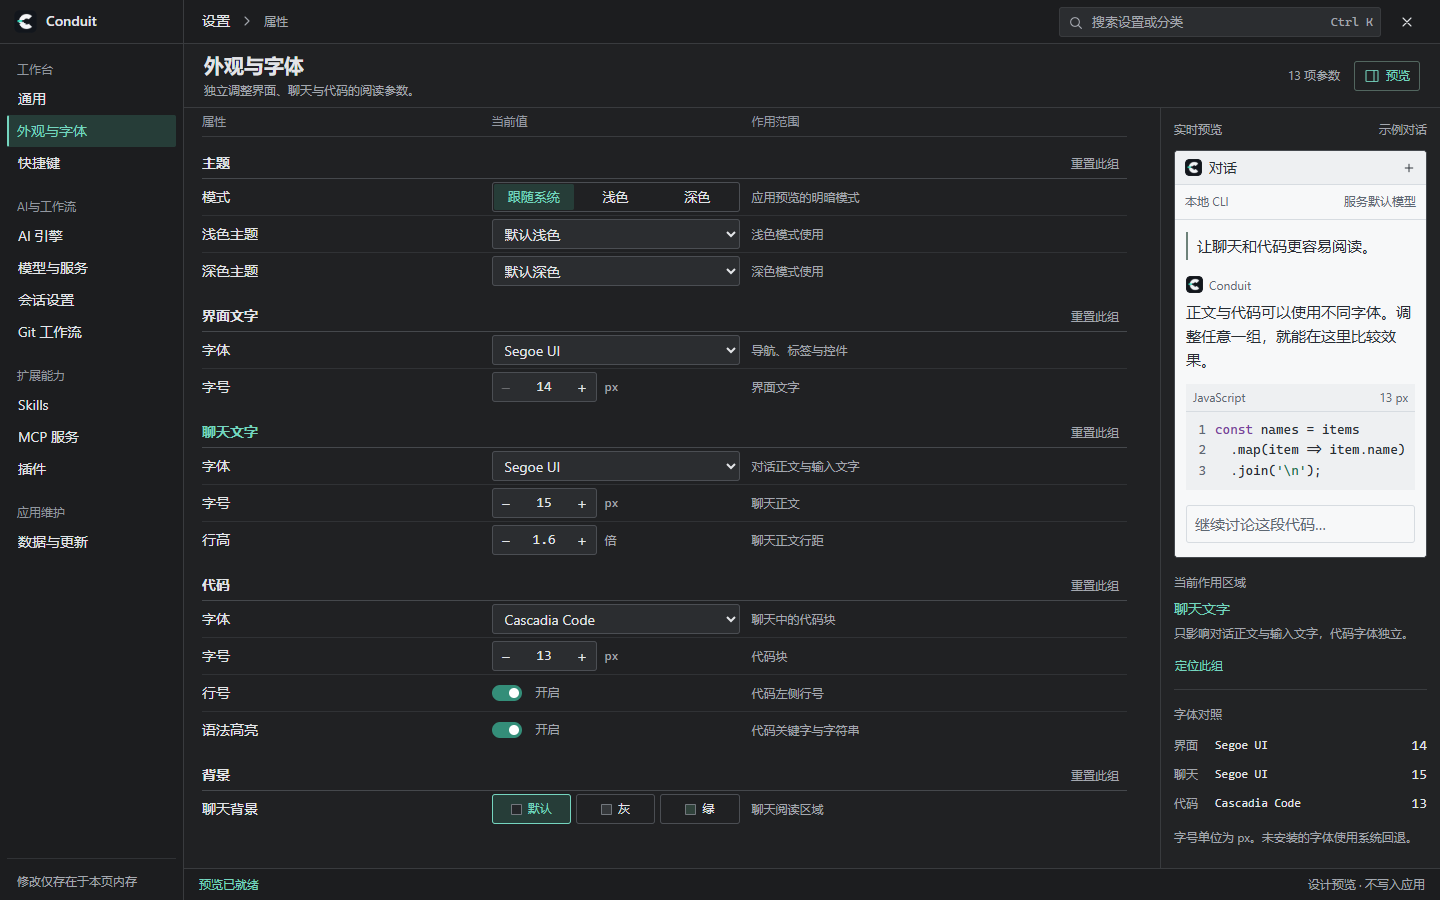 Conduit
设置 > 属性
搜索设置或分类 Ctrl K
工作台
通用
外观与字体
快捷键
AI与工作流
AI 引擎
模型与服务
会话设置
Git 工作流
扩展能力
Skills
MCP 服务
插件
应用维护
数据与更新
修改仅存在于本页内存
外观与字体
独立调整界面、聊天与代码的阅读参数。
13 项参数
预览
属性 当前值 作用范围
主题 重置此组
模式 跟随系统 浅色 深色 应用预览的明暗模式
浅色主题 默认浅色 浅色模式使用
深色主题 默认深色 深色模式使用
界面文字 重置此组
字体 Segoe UI 导航、标签与控件
字号 − 14 + px 界面文字
聊天文字 重置此组
字体 Segoe UI 对话正文与输入文字
字号 − 15 + px 聊天正文
行高 − 1.6 + 倍 聊天正文行距
代码 重置此组
字体 Cascadia Code 聊天中的代码块
字号 − 13 + px 代码块
行号 开启 代码左侧行号
语法高亮 开启 代码关键字与字符串
背景 重置此组
聊天背景 默认 灰 绿 聊天阅读区域
实时预览 示例对话
对话 +
本地 CLI 服务默认模型
让聊天和代码更容易阅读。
Conduit
正文与代码可以使用不同字体。调
整任意一组，就能在这里比较效
果。
JavaScript 13 px
1 const names = items
2 .map(item => item.name)
3 .join('\n');
继续讨论这段代码...
当前作用区域
聊天文字
只影响对话正文与输入文字，代码字体独立。
定位此组
字体对照
界面 Segoe UI 14
聊天 Segoe UI 15
代码 Cascadia Code 13
字号单位为 px。未安装的字体使用系统回退。
预览已就绪
设计预览 · 不写入应用